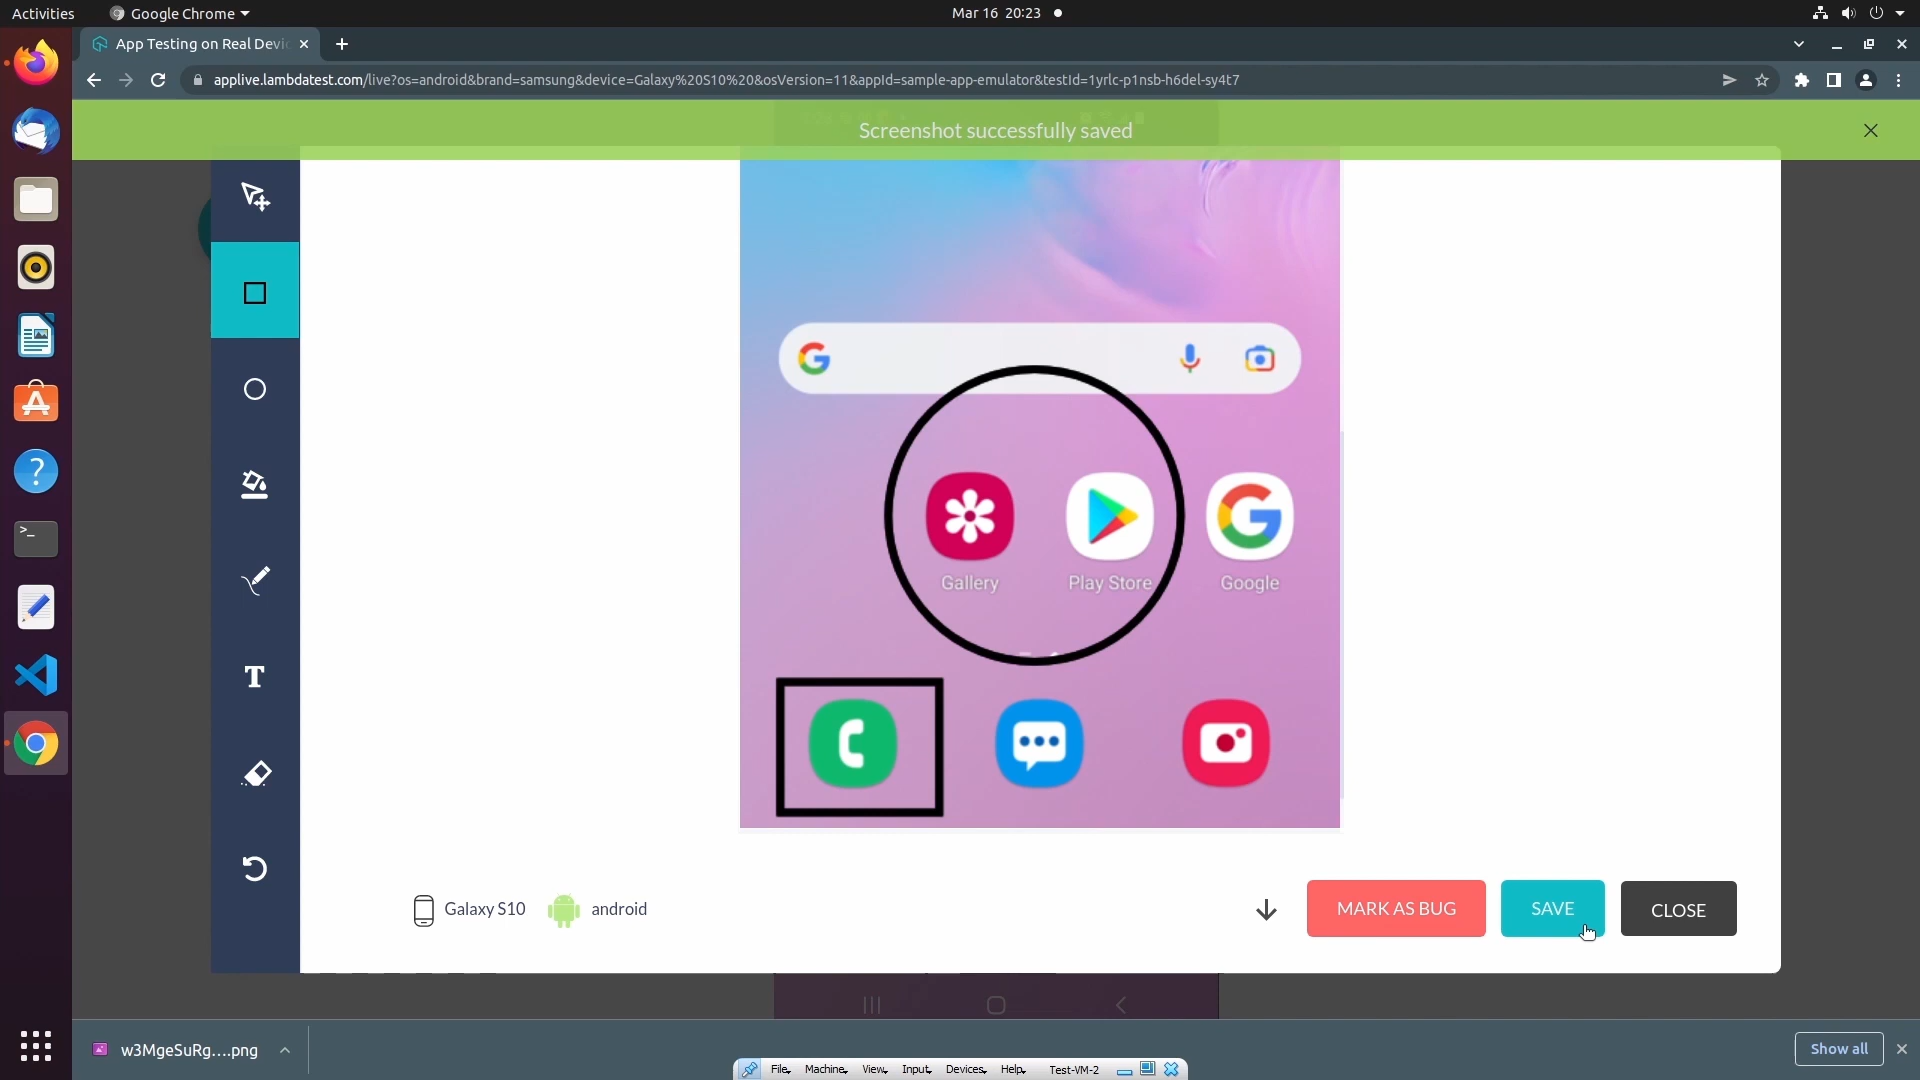 Activities
Google Chrome
Mar 16 20:23
App Testing on Real Devic
applive.lambdatest.com/live?os=android&brand=samsung&device=Galaxy%20S10%20&osVersion=11&appId=sample-app-emulator&testId=1yrlc-p1nsb-h6del-sy4t7
Screenshot successfully saved
Gallery
Play Store
Google
T
Galaxy S10
android
MARK AS BUG
SAVE
CLOSE
w3MgeSuRg....png
Show all
File
Machine
View
Input
Devices
Help
Test-VM-2